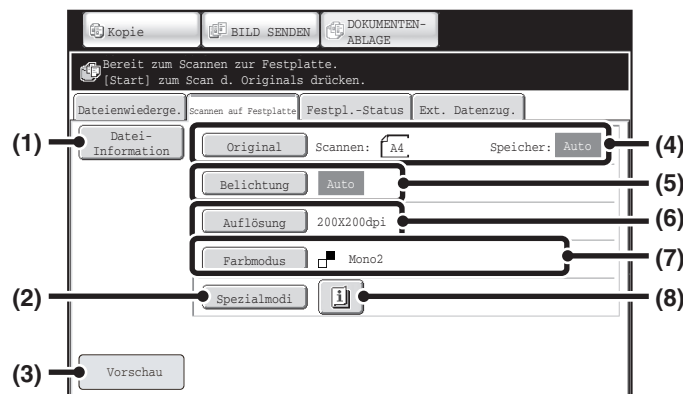 Kopie
BILD SENDEN
DOKUMENTEN-
ABLAGE
Bereit zum Scannen zur Festplatte.
[Start] zum Scan d. Originals drücken.
Dateienwiederge. Scannen auf Festplatte Festpl.-Status Ext. Datenzug.
(1) Datei-
Information
Original Scannen: A4 Speicher: Auto (4)
Belichtung Auto (5)
Auflösung 200X200dpi (6)
Farbmodus Mono2 (7)
(2) Spezialmodi (8)
(3) Vorschau